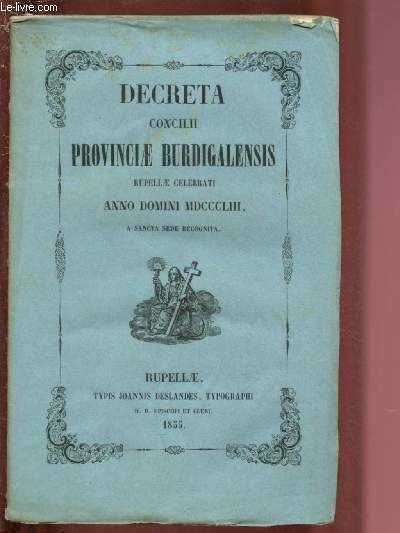 © Le-livre.com
DECRETA
CONCILII
PROVINCIÆ BURDIGALENSIS
RUPELLÆ CELEBRATI
ANNO DOMINI MDCCCLIII,
A SANCTA SEDE RECOGNITA.
RUPELLÆ,
TYPIS JOANNIS DESLANDES, TYPOGRAPHI
D. D. EPISCOPI ET CLERI.
1855.